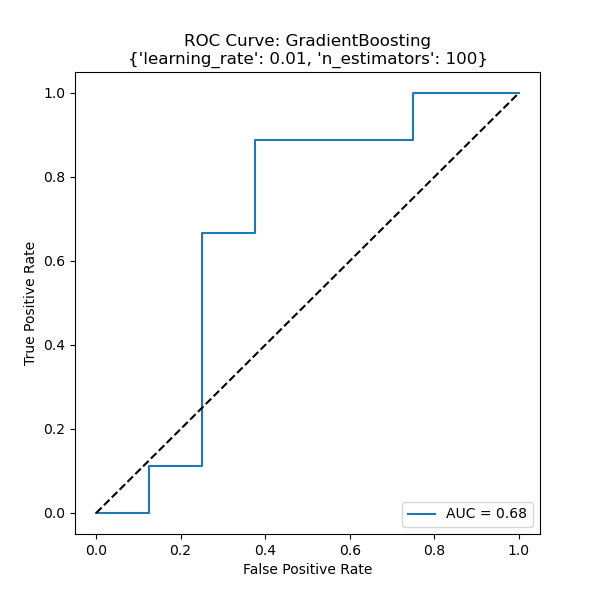 ROC Curve: GradientBoosting
{'learning_rate': 0.01, 'n_estimators': 100}
1.0
0.8
0.6
0.4
0.2
0.0
True Positive Rate
AUC = 0.68
0.0 0.2 0.4 0.6 0.8 1.0
False Positive Rate